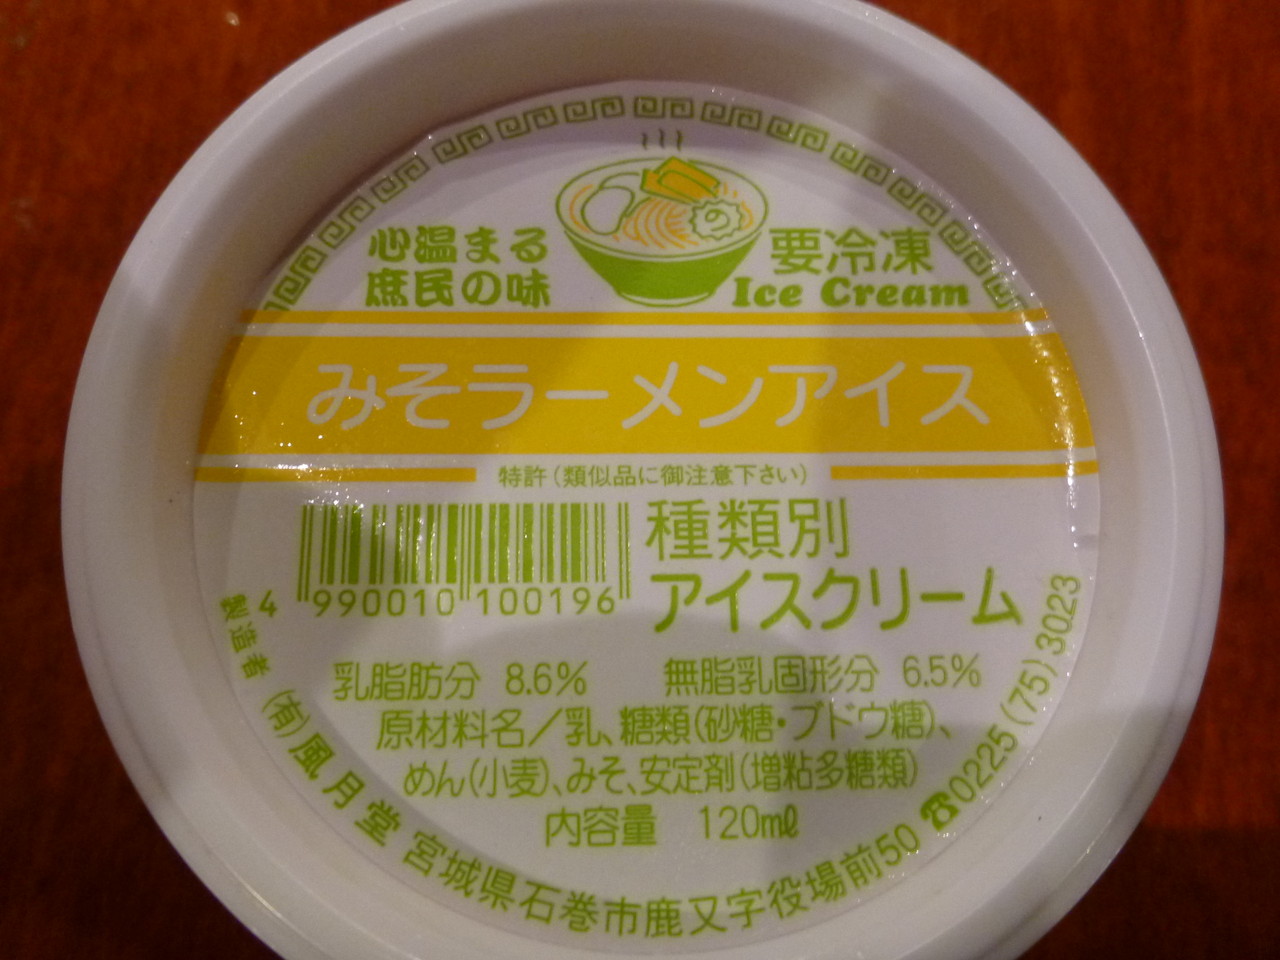 心温まる
庶民の味
要冷凍
Ice Cream
みそラーメンアイス
特許（類似品に御注意下さい）
4 990010 100196
種類別
アイスクリーム
乳脂肪分 8.6% 無脂乳固形分 6.5%
原材料名／乳、糖類（砂糖・ブドウ糖）、
めん（小麦）、みそ、安定剤（増粘多糖類）
内容量 120ml
製造者 (有)風月堂 宮城県石巻市鹿又字役場前50 ☎0225(75)3023